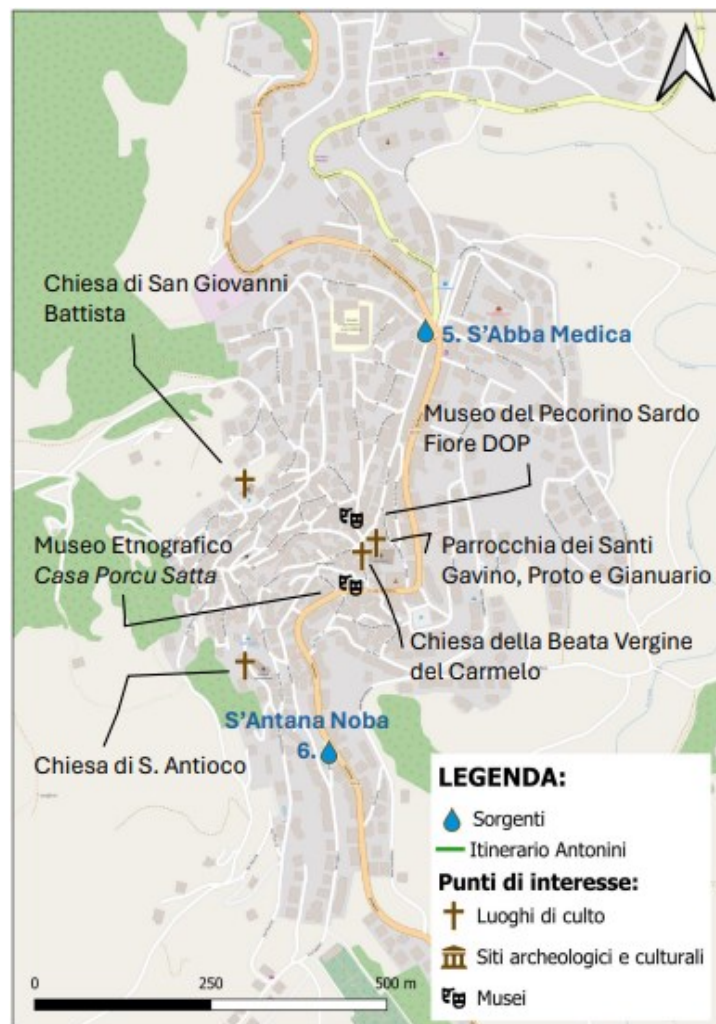 Chiesa di San Giovanni
Battista
5. S'Abba Medica
Museo del Pecorino Sardo
Fiore DOP
Museo Etnografico
Casa Porcu Satta
Parrocchia dei Santi
Gavino, Proto e Gianuario
Chiesa della Beata Vergine
del Carmelo
S'Antana Noba
6.
Chiesa di S. Antioco
LEGENDA:
Sorgenti
Itinerario Antonini
Punti di interesse:
Luoghi di culto
Siti archeologici e culturali
Musei
0 250 500 m